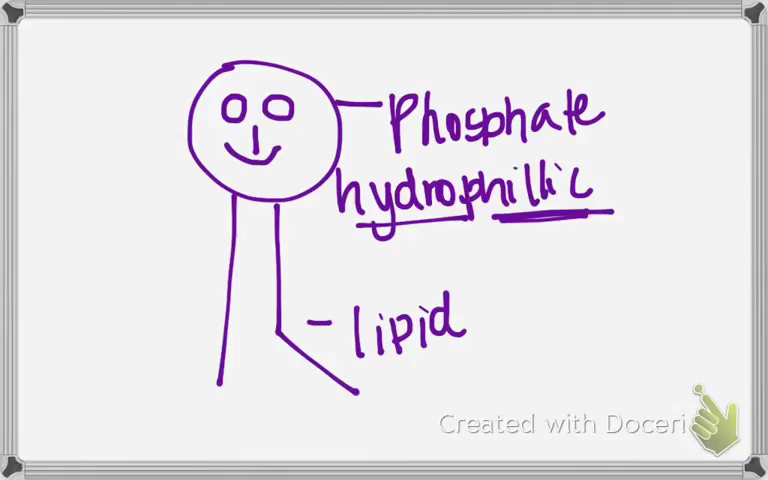 Phosphate
hydrophillic
lipid
Created with Doceri